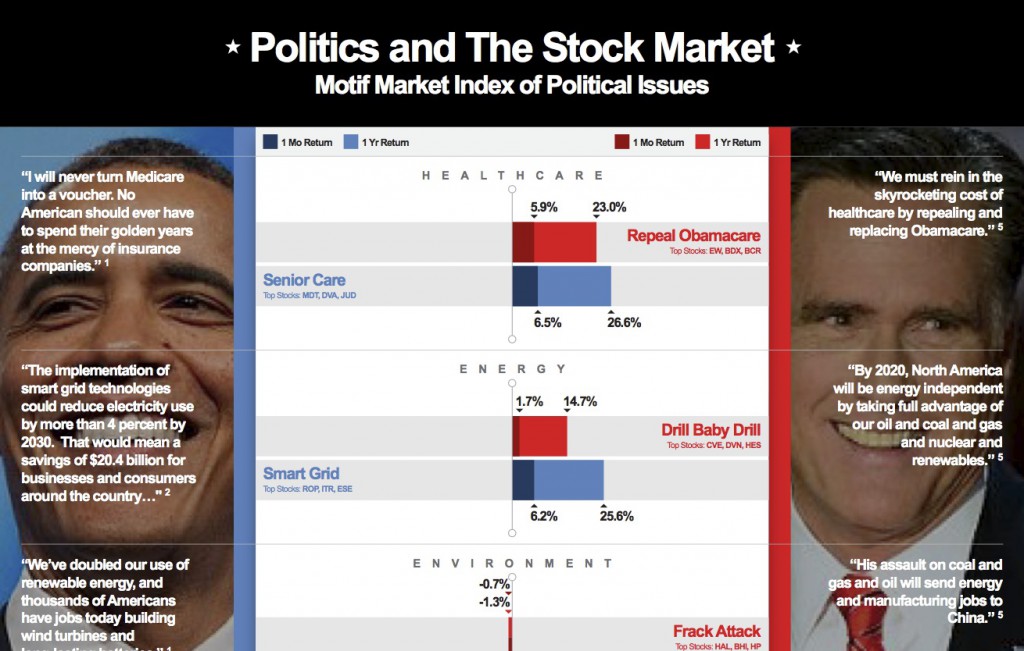 ★ Politics and The Stock Market ★
Motif Market Index of Political Issues
1 Mo Return 1 Yr Return
1 Mo Return 1 Yr Return
HEALTHCARE
“I will never turn Medicare
into a voucher. No
American should ever have
to spend their golden years
at the mercy of insurance
companies.” 1
5.9% 23.0%
Repeal Obamacare
Top Stocks: EW, BDX, BCR
Senior Care
Top Stocks: MDT, DVA, JUD
6.5% 26.6%
“We must rein in the
skyrocketing cost of
healthcare by repealing and
replacing Obamacare.” 5
ENERGY
“The implementation of
smart grid technologies
could reduce electricity use
by more than 4 percent by
2030. That would mean a
savings of $20.4 billion for
businesses and consumers
around the country…" 2
1.7% 14.7%
Drill Baby Drill
Top Stocks: CVE, DVN, HES
Smart Grid
Top Stocks: ROP, ITR, ESE
6.2% 25.6%
“By 2020, North America
will be energy independent
by taking full advantage of
our oil and coal and gas
and nuclear and
renewables.” 5
ENVIRONMENT
“We’ve doubled our use of
renewable energy, and
thousands of Americans
have jobs today building
wind turbines and
-0.7%
-1.3%
Frack Attack
Top Stocks: HAL, BHI, HP
“His assault on coal and
gas and oil will send energy
and manufacturing jobs to
China.” 5